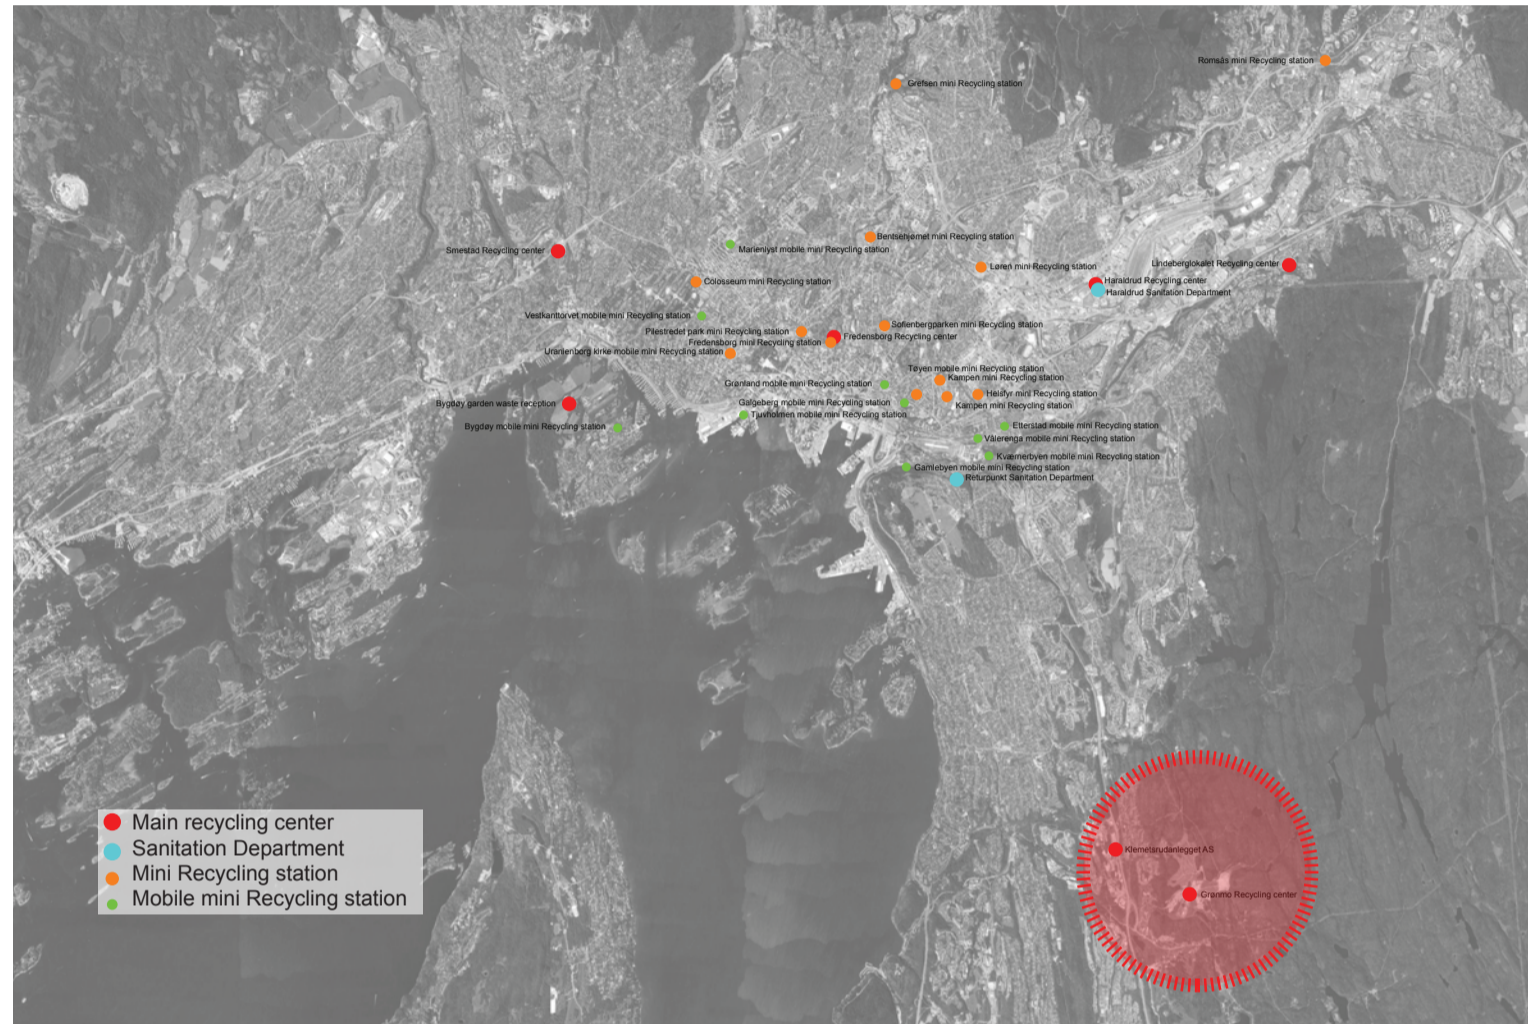 Romsås mini Recycling station
Grefsen mini Recycling station
Bentsehjømet mini Recycling station
Smestad Recycling center
Marienlyst mobile mini Recycling station
Løren mini Recycling station
Lindeberglokalet Recycling center
Colosseum mini Recycling station
Haraldrud Recycling center
Haraldrud Sanitation Department
Vestkanttorvet mobile mini Recycling station
Sofienbergparken mini Recycling station
Pilestredet park mini Recycling station
Fredensborg Recycling center
Fredensborg mini Recycling station
Uranienborg kirke mobile mini Recycling station
Tøyen mobile mini Recycling station
Kampen mini Recycling station
Grønland mobile mini Recycling station
Helsfyr mini Recycling station
Bygdøy garden waste reception
Galgeberg mobile mini Recycling station
Kampen mini Recycling station
Tjuvholmen mobile mini Recycling station
Bygdøy mobile mini Recycling station
Etterstad mobile mini Recycling station
Vålerenga mobile mini Recycling station
Kværnerbyen mobile mini Recycling station
Gamlebyen mobile mini Recycling station
Returpunkt Sanitation Department
Main recycling center
Sanitation Department
Mini Recycling station
Mobile mini Recycling station
Klemetsrudanlegget AS
Grønmo Recycling center